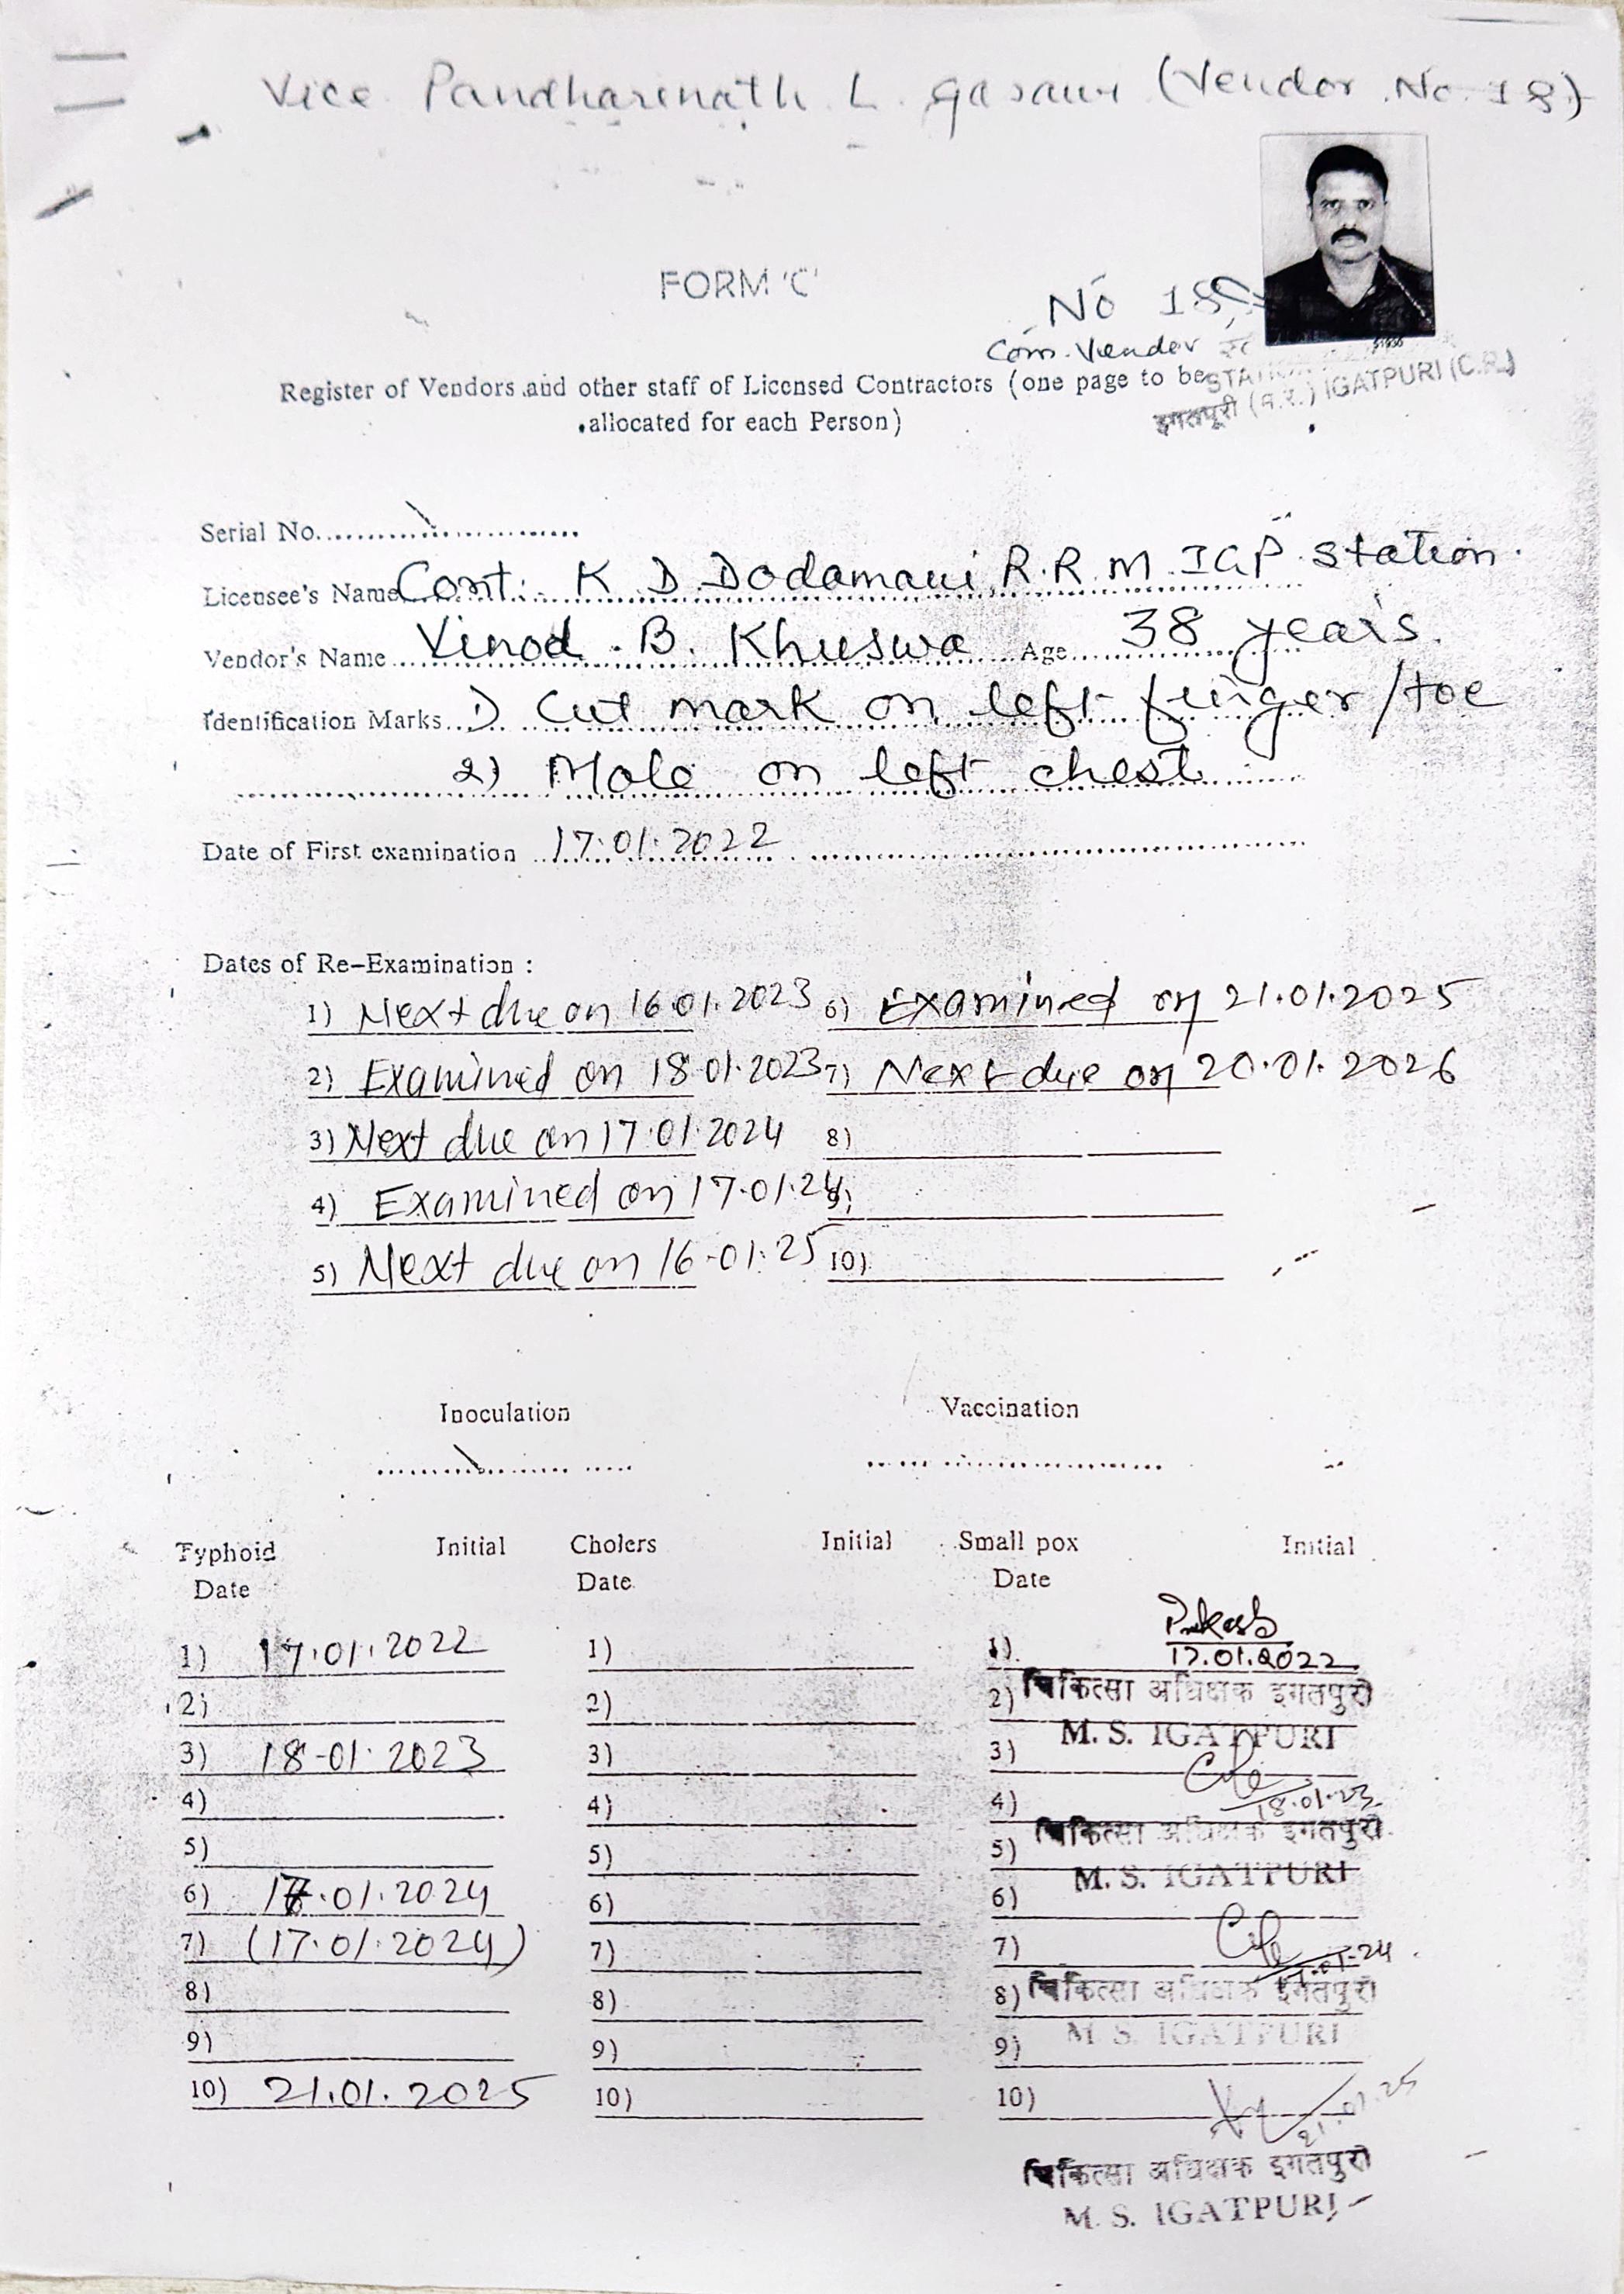 Vice Pandharinath L. gasavi (Vendor No. 18)
FORM 'C'
No 18
Com. Vender
STATION IGATPURI (C.R.)
इगतपूरी (म.रे.)
Register of Vendors and other staff of Licensed Contractors (one page to be
allocated for each Person)
Serial No.
Licensee's Name Cont: K D Dodamani R.R.M. IGP station.
Vendor's Name Vinod . B. Khuswa Age 38 years.
Identification Marks 1) Cut mark on left finger/toe
2) Mole on left chest
Date of First examination 17.01.2022
Dates of Re-Examination :
1) Next due on 16.01.2023 6) Examined on 21.01.2025
2) Examined on 18.01.2023 7) Next due on 20.01.2026
3) Next due on 17.01.2024 8)
4) Examined on 17.01.24 9)
5) Next due on 16.01.25 10)
Inoculation Vaccination
Typhoid Initial Cholers Initial Small pox Initial
Date Date Date
1) 17.01.2022 1) 1) 17.01.2022
2) 2) 2) चिकित्सा अधिक्षक इगतपुरी
M. S. IGATPURI
3) 18-01.2023 3) 3)
4) 4) 4) 18.01.23
5) 5) 5) चिकित्सा अधिक्षक इगतपुरी
M. S. IGATPURI
6) 17.01.2024 6) 6)
7) (17.01.2024) 7) 7)
8) 8) 8) चिकित्सा अधिक्षक इगतपुरी
9) 9) 9) M. S. IGATPURI
10) 21.01.2025 10) 10) 21.01.25
चिकित्सा अधिक्षक इगतपुरी
M. S. IGATPURI